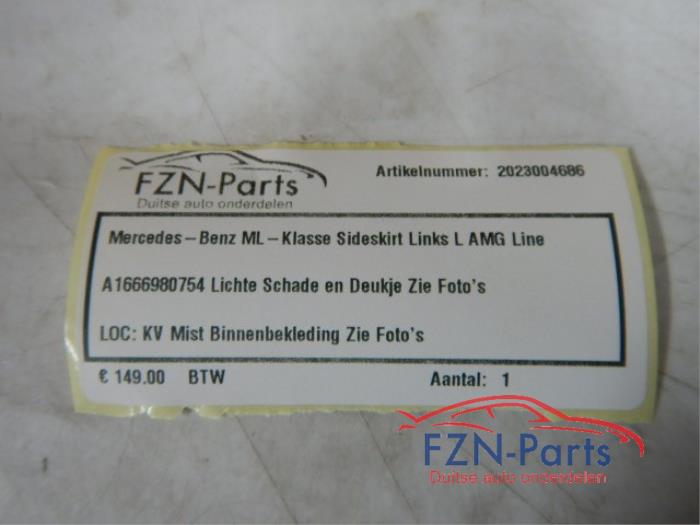 FZN-Parts
Duitse auto onderdelen
Artikelnummer: 2023004686
Mercedes-Benz ML-Klasse Sideskirt Links L AMG Line
A1666980754 Lichte Schade en Deukje Zie Foto's
LOC: KV Mist Binnenbekleding Zie Foto's
€ 149.00 BTW
Aantal: 1
FZN-Parts
Duitse auto onderdelen